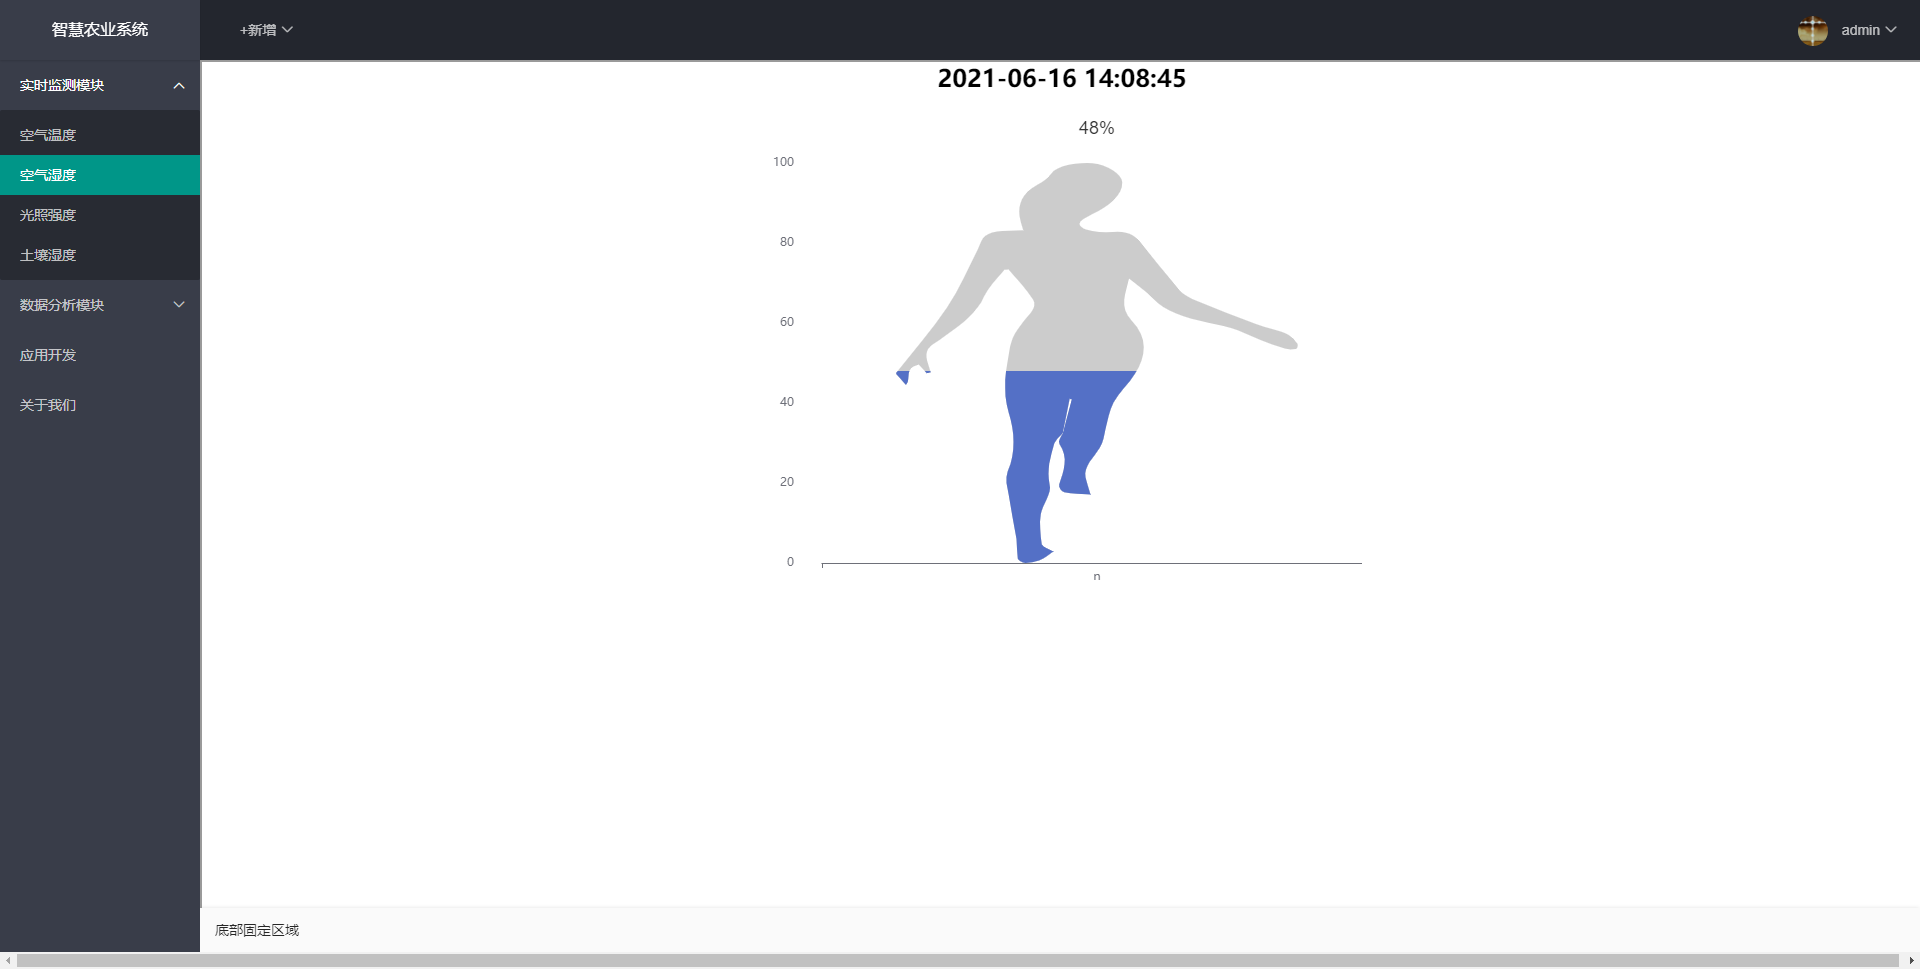 智慧农业系统
+新增
admin
实时监测模块
空气温度
空气湿度
光照强度
土壤湿度
数据分析模块
应用开发
关于我们
2021-06-16 14:08:45
48%
100
80
60
40
20
0
n
底部固定区域